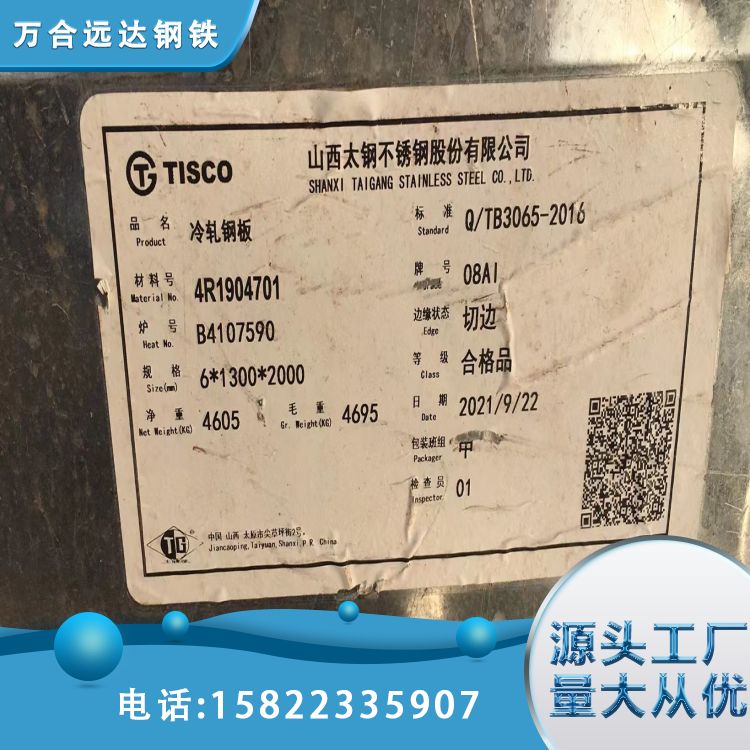 万合远达钢铁
TISCO
山西太钢不锈钢股份有限公司
SHANXI TAIGANG STAINLESS STEEL CO.,LTD.
品 名 冷轧钢板
Product
标 准 Q/TB3065-2016
Standard
材料号 4R1904701
Material No.
牌 号 08Al
炉 号 B4107590
Heat No.
边缘状态 切边
Edge
规 格 6*1300*2000
Size(mm)
等 级 合格品
Class
净 重 4605 毛 重 4695
Net Weight(KG) Gr. Weight(KG)
日 期 2021/9/22
Date
包装班组 甲
Packager
检查员 01
Inspector
TG
中国 山西 太原市尖草坪街2号,
Jiancaoping,Taiyuan,Shanxi,P.R.China
源头工厂
量大从优
电话:15822335907